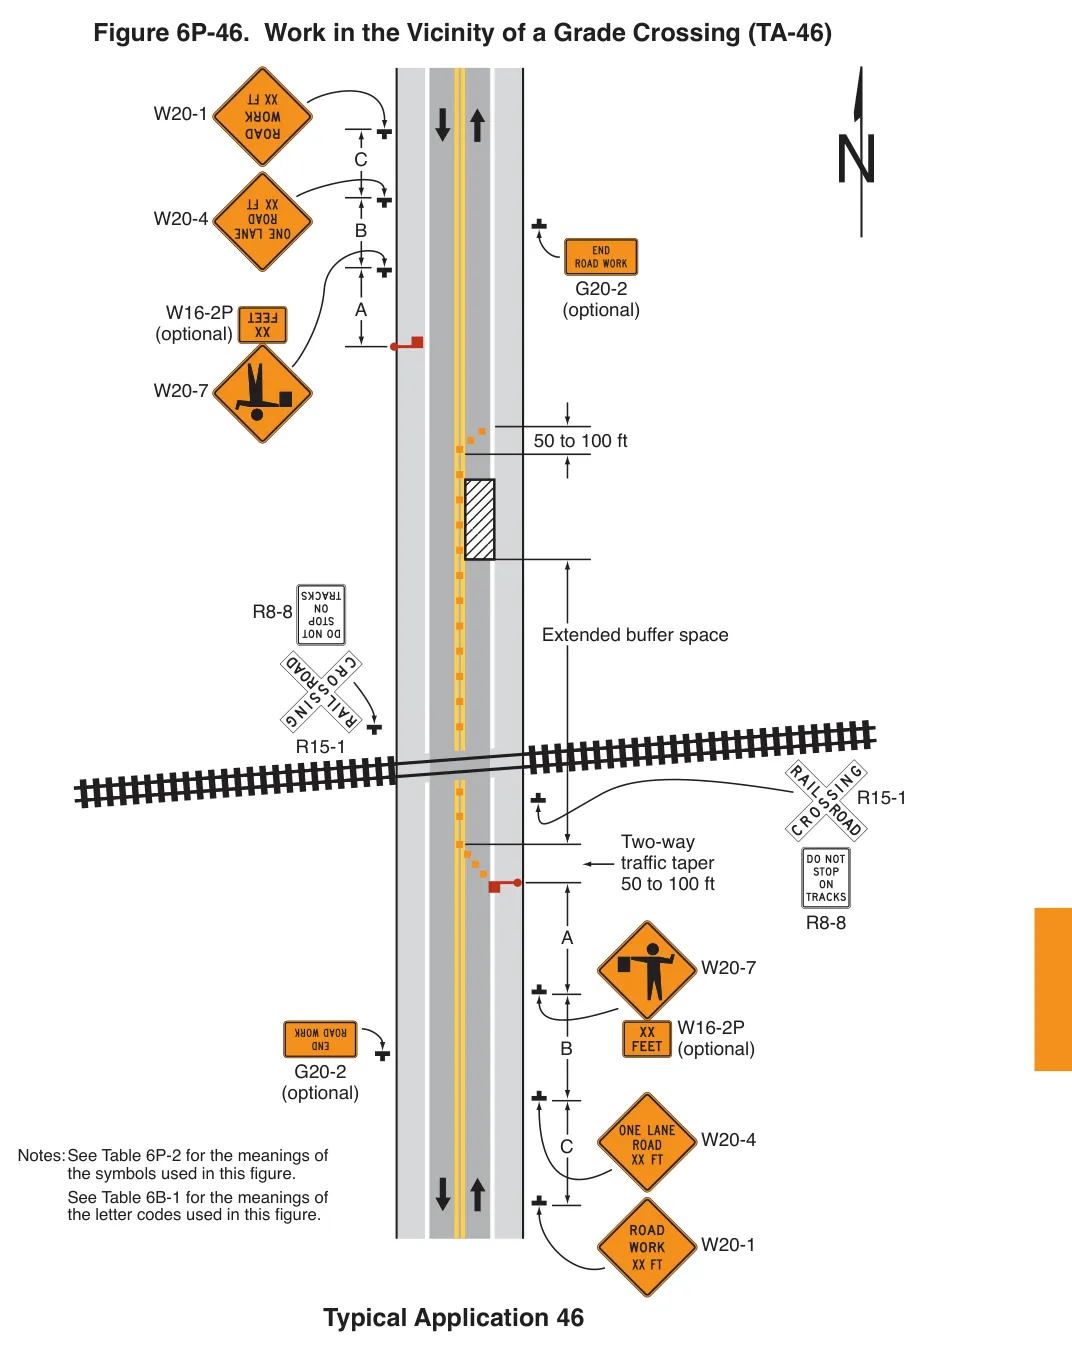 Figure 6P-46. Work in the Vicinity of a Grade Crossing (TA-46)
W20-1
ROAD
WORK
XX FT
C
W20-4
ONE LANE
ROAD
XX FT
B
W16-2P
(optional)
XX
FEET
A
W20-7
N
END
ROAD WORK
G20-2
(optional)
50 to 100 ft
R8-8
DO NOT
STOP
ON
TRACKS
Extended buffer space
RAILROAD
CROSSING
R15-1
RAILROAD
CROSSING
R15-1
Two-way
traffic taper
50 to 100 ft
DO NOT
STOP
ON
TRACKS
R8-8
A
W20-7
XX
FEET
W16-2P
(optional)
B
END
ROAD WORK
G20-2
(optional)
ONE LANE
ROAD
XX FT
W20-4
C
Notes: See Table 6P-2 for the meanings of
the symbols used in this figure.
See Table 6B-1 for the meanings of
the letter codes used in this figure.
ROAD
WORK
XX FT
W20-1
Typical Application 46